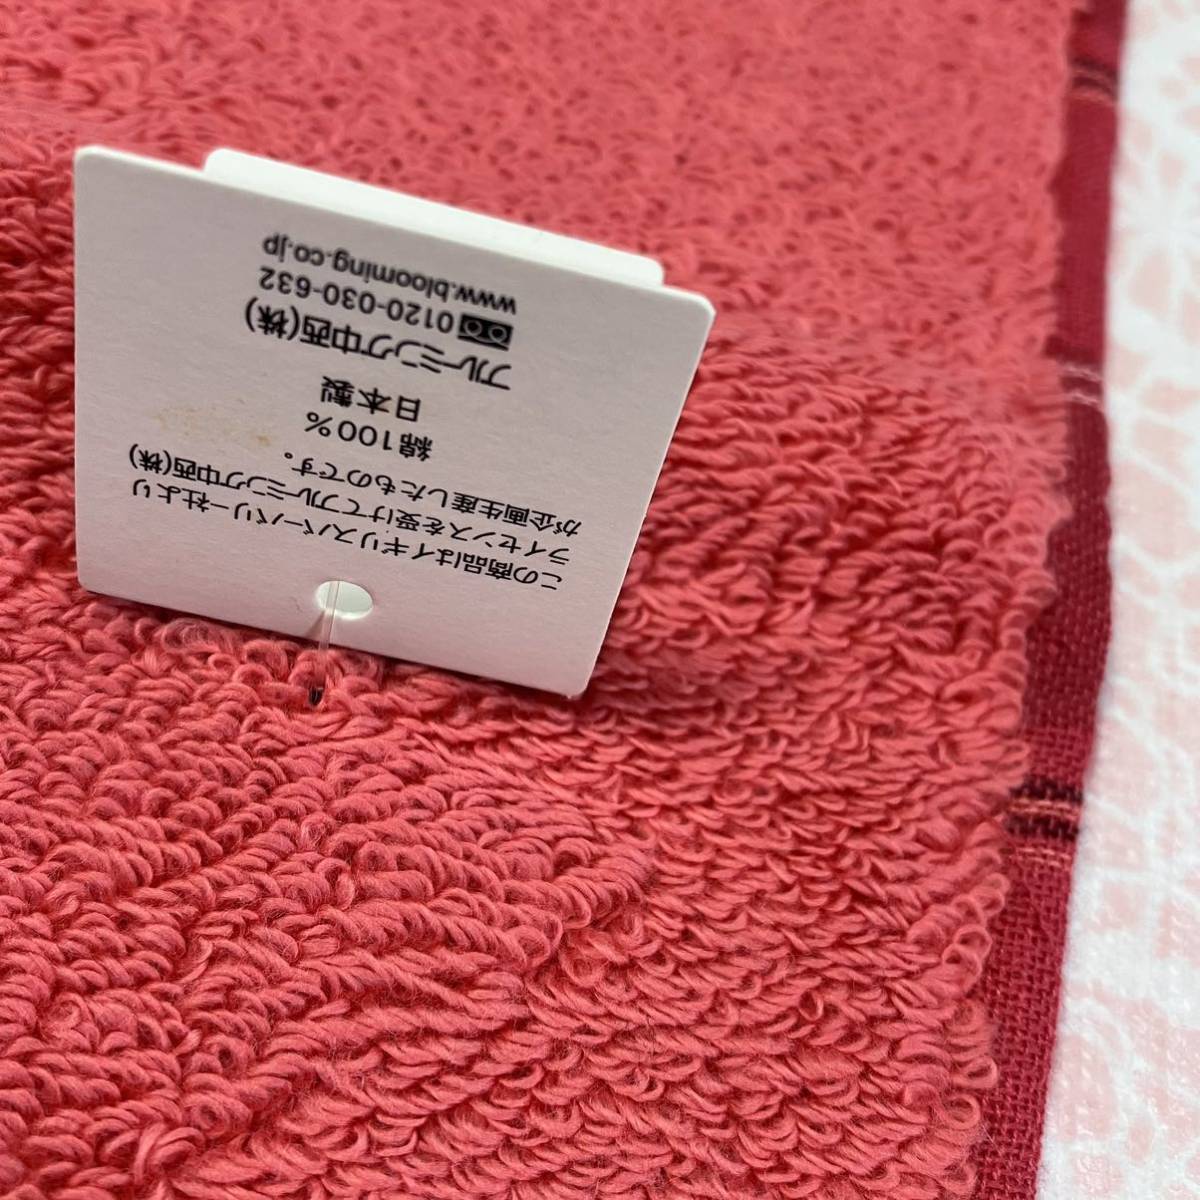 この商品はイギリスバーバリー社より
ライセンスを受けてブルーミング中西(株)
が企画生産したものです。
綿100%
日本製
ブルーミング中西(株)
0120-030-632
www.blooming.co.jp